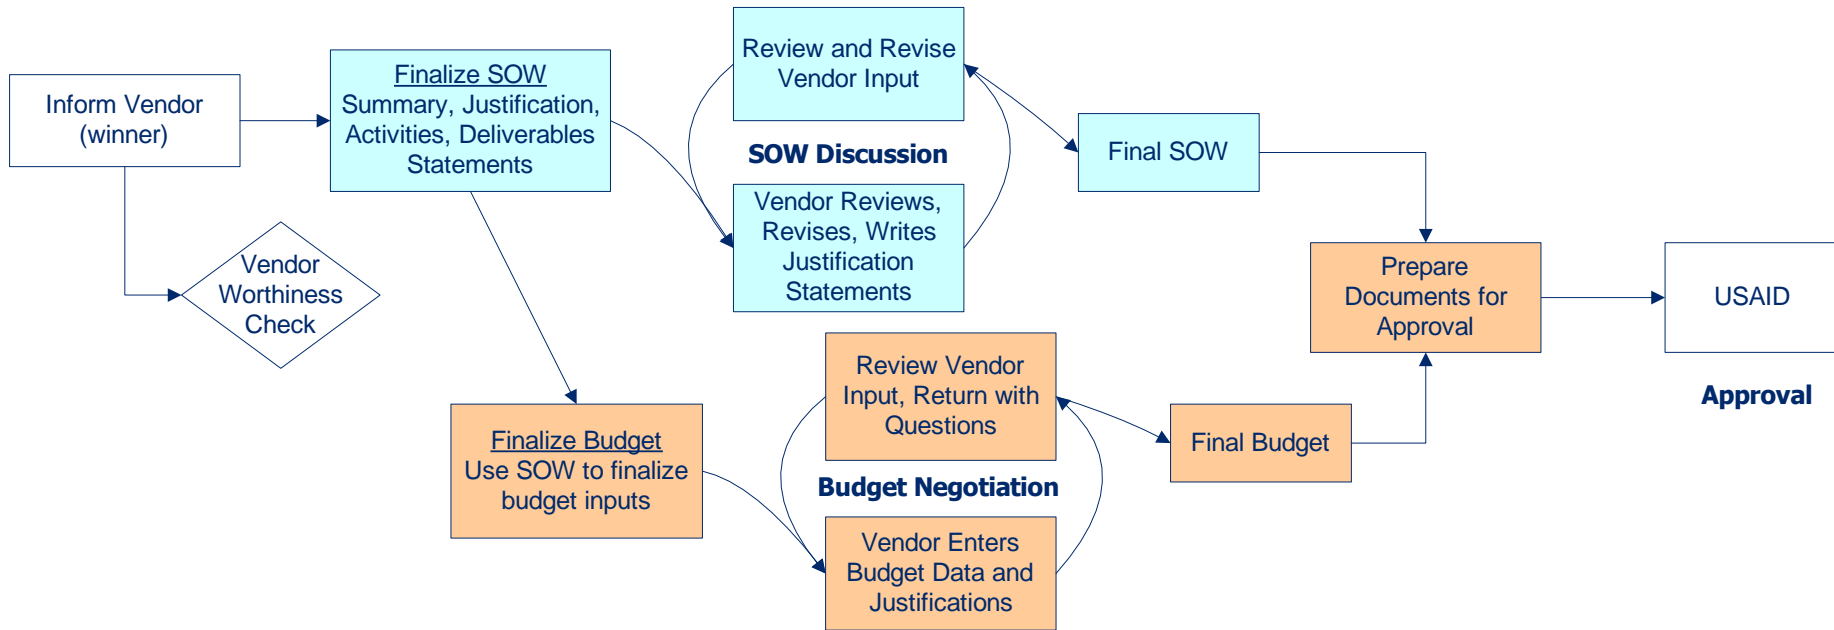 Inform Vendor
(winner)
Vendor
Worthiness
Check
Finalize SOW
Summary, Justification,
Activities, Deliverables
Statements
Review and Revise
Vendor Input
SOW Discussion
Vendor Reviews,
Revises, Writes
Justification
Statements
Final SOW
Finalize Budget
Use SOW to finalize
budget inputs
Review Vendor
Input, Return with
Questions
Budget Negotiation
Vendor Enters
Budget Data and
Justifications
Final Budget
Prepare
Documents for
Approval
USAID
Approval